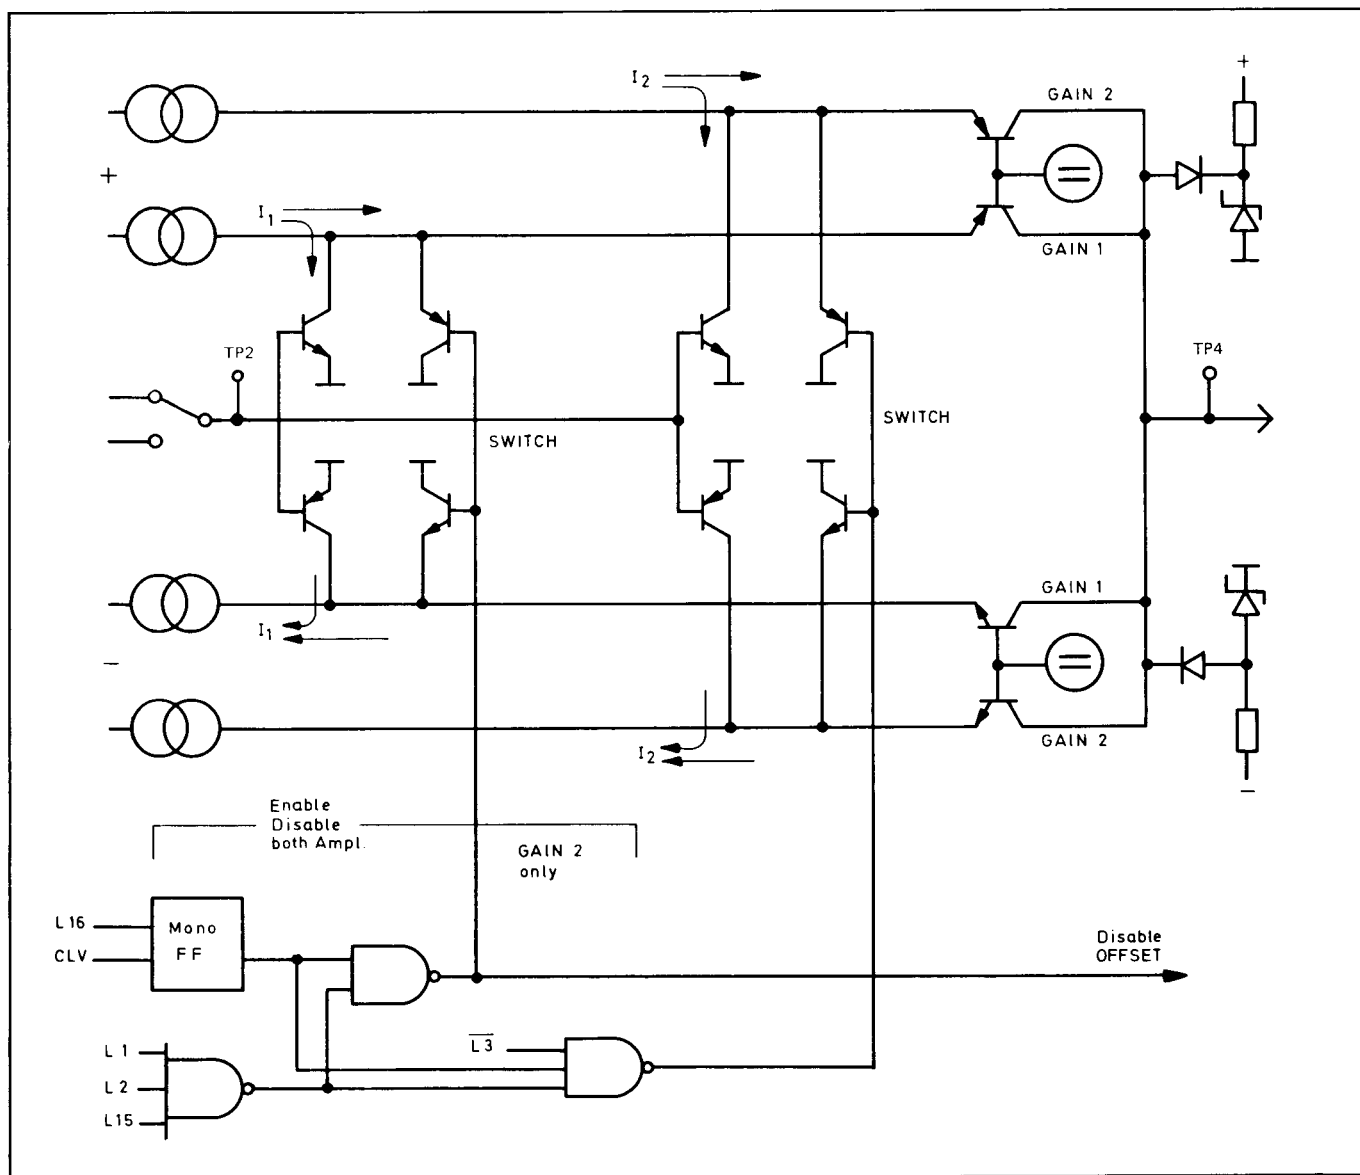 I2
+
GAIN 2
+
I1
GAIN 1
TP2
TP4
SWITCH
SWITCH
GAIN 1
I1
−
GAIN 2
I2
−
Enable
Disable
both Ampl.
GAIN 2
only
L16
CLV
Mono
FF
Disable
OFFSET
L1
L2
L15
L̅3̅